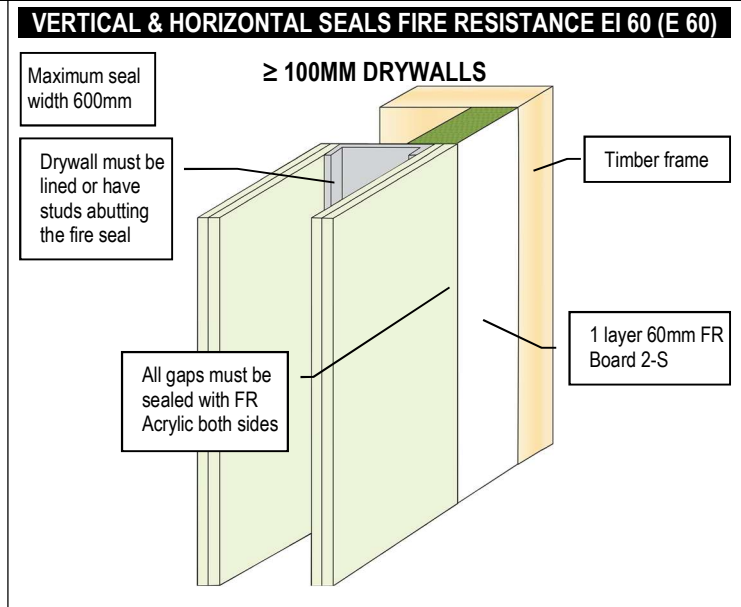 VERTICAL & HORIZONTAL SEALS FIRE RESISTANCE EI 60 (E 60)
Maximum seal
width 600mm
≥ 100MM DRYWALLS
Drywall must be
lined or have
studs abutting
the fire seal
Timber frame
1 layer 60mm FR
Board 2-S
All gaps must be
sealed with FR
Acrylic both sides